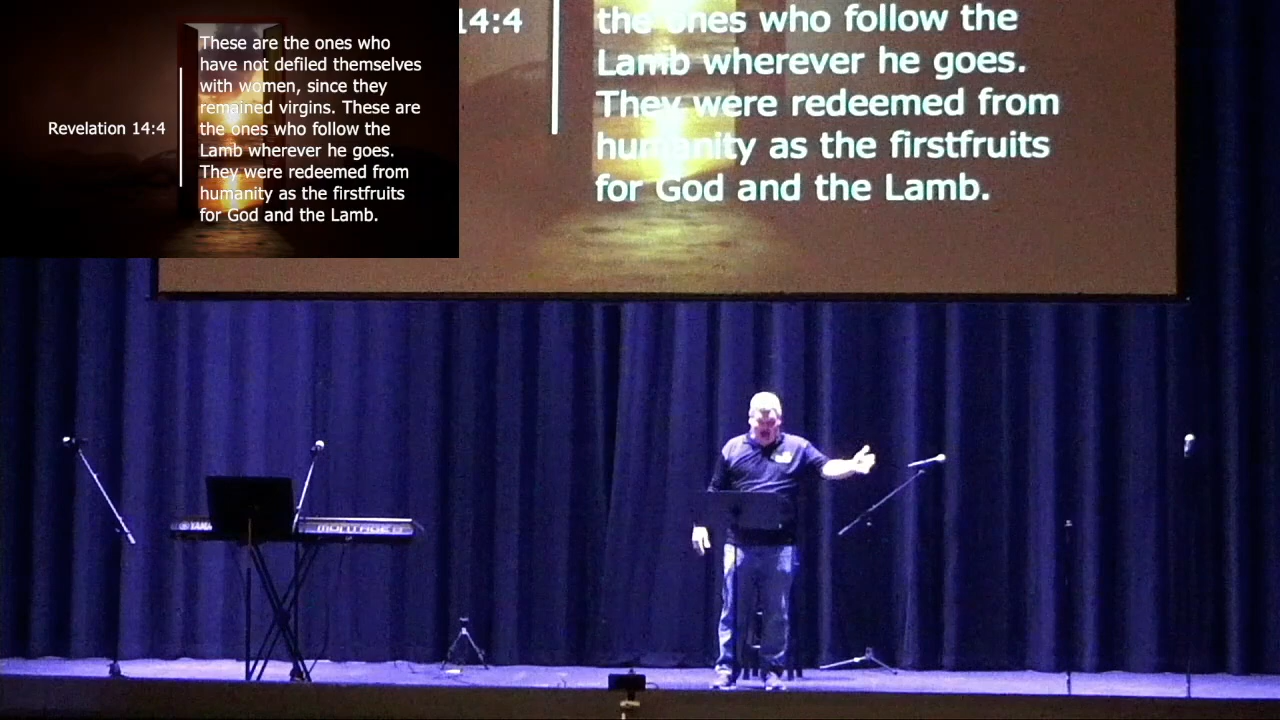 Revelation 14:4
These are the ones who
have not defiled themselves
with women, since they
remained virgins. These are
the ones who follow the
Lamb wherever he goes.
They were redeemed from
humanity as the firstfruits
for God and the Lamb.
14:4
the ones who follow the
Lamb wherever he goes.
They were redeemed from
humanity as the firstfruits
for God and the Lamb.
YAMAHA
MONTAGE 8